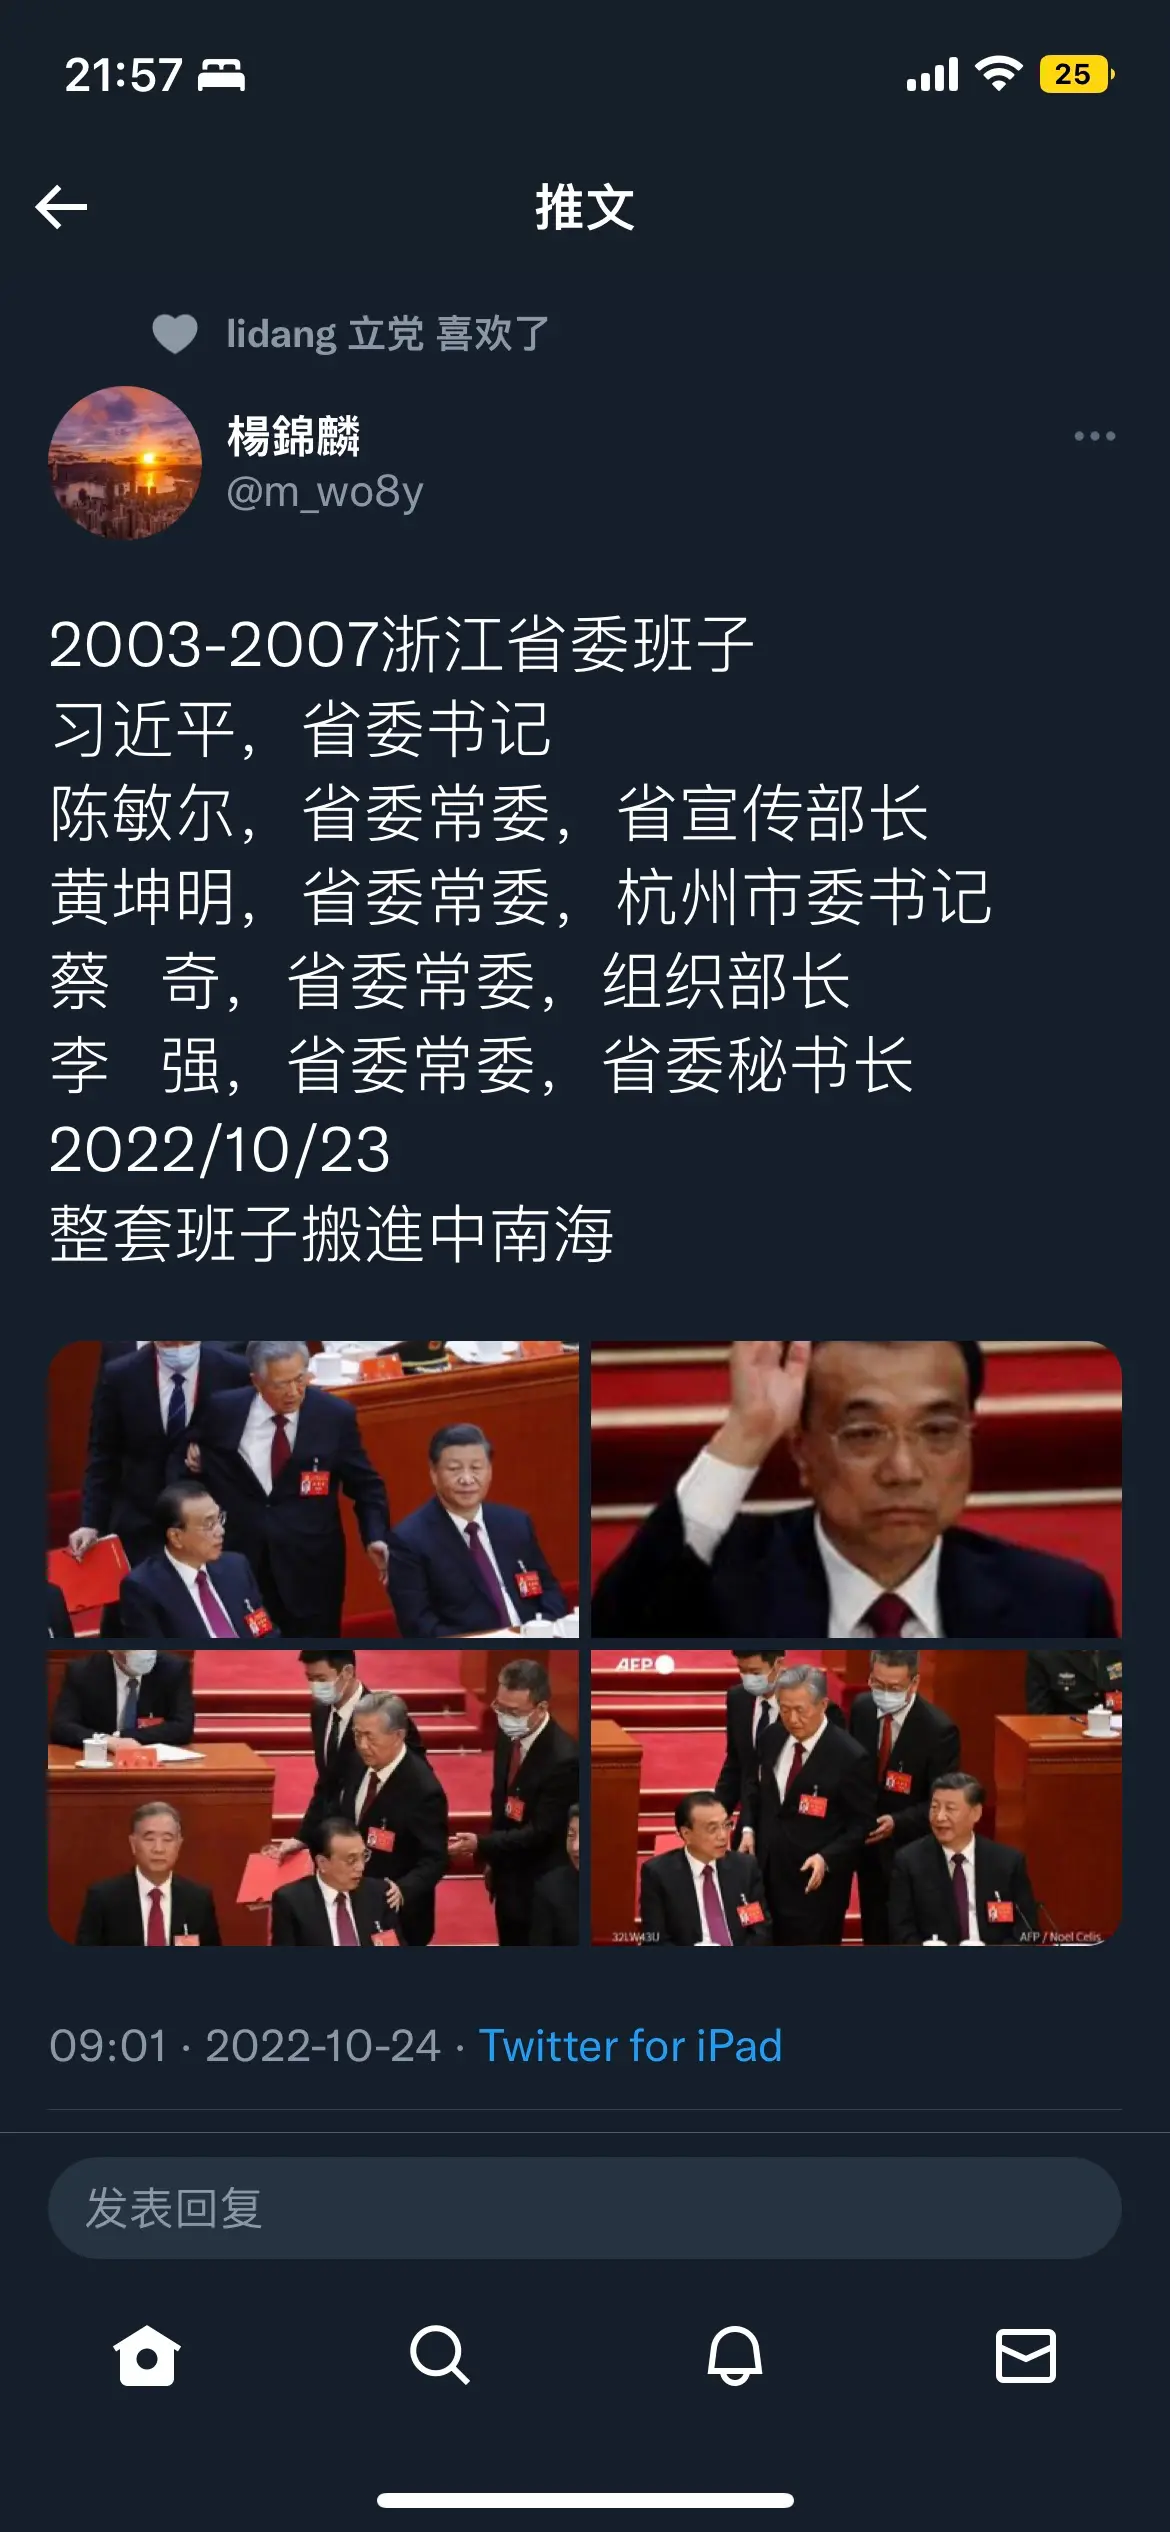 21:57
25
推文
lidang 立党 喜欢了
楊錦麟
@m_wo8y
2003-2007浙江省委班子
习近平，省委书记
陈敏尔，省委常委，省宣传部长
黄坤明，省委常委，杭州市委书记
蔡 奇，省委常委，组织部长
李 强，省委常委，省委秘书长
2022/10/23
整套班子搬進中南海
AFP
32LW43U
AFP / Noel Celis
09:01 · 2022-10-24 · Twitter for iPad
发表回复